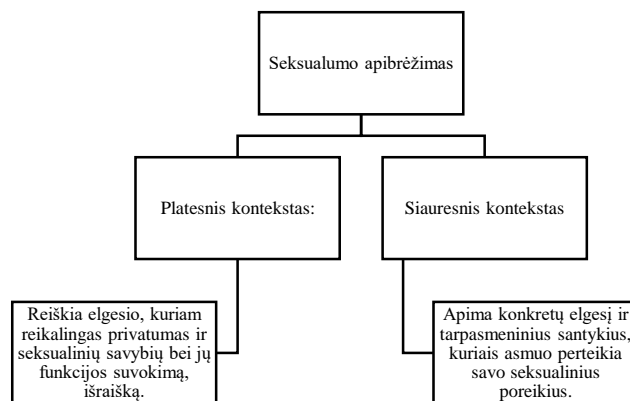 Seksualumo apibrėžimas
Platesnis kontekstas:
Siauresnis kontekstas
Reiškia elgesio, kuriam
reikalingas privatumas ir
seksualinių savybių bei jų
funkcijos suvokimą,
išraišką.
Apima konkretų elgesį ir
tarpasmeninius santykius,
kuriais asmuo perteikia
savo seksualinius
poreikius.